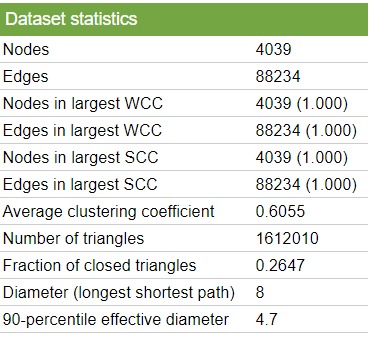 Dataset statistics
Nodes 4039
Edges 88234
Nodes in largest WCC 4039 (1.000)
Edges in largest WCC 88234 (1.000)
Nodes in largest SCC 4039 (1.000)
Edges in largest SCC 88234 (1.000)
Average clustering coefficient 0.6055
Number of triangles 1612010
Fraction of closed triangles 0.2647
Diameter (longest shortest path) 8
90-percentile effective diameter 4.7